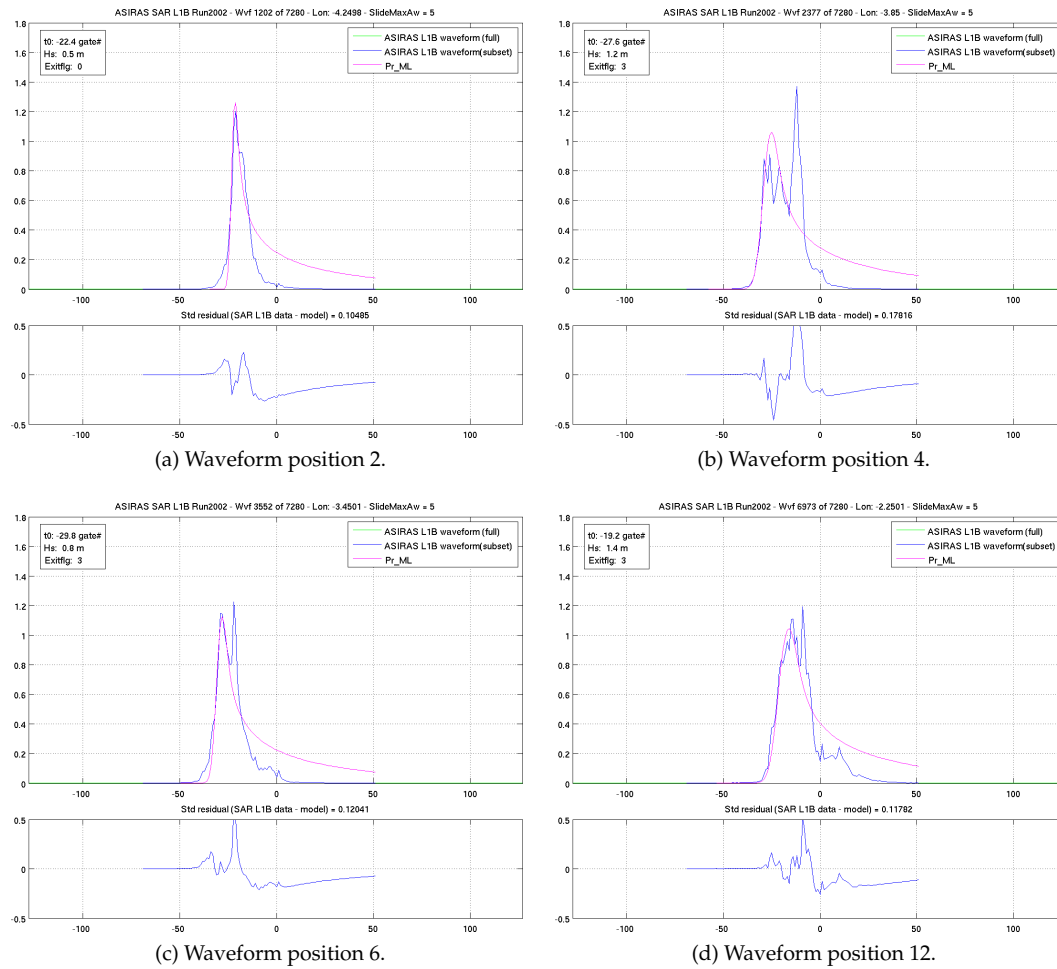 ASIRAS SAR L1B Run2002 - Wvf 1202 of 7280 - Lon: -4.2498 - SlideMaxAw = 5
1.8
1.6
1.4
1.2
1
0.8
0.6
0.4
0.2
0
t0: -22.4 gate#
Hs: 0.5 m
Exitflg: 0
ASIRAS L1B waveform (full)
ASIRAS L1B waveform(subset)
Pr_ML
-100 -50 0 50 100
Std residual (SAR L1B data - model) = 0.10485
0.5
0
-0.5
-100 -50 0 50 100
(a) Waveform position 2.
ASIRAS SAR L1B Run2002 - Wvf 2377 of 7280 - Lon: -3.85 - SlideMaxAw = 5
1.8
1.6
1.4
1.2
1
0.8
0.6
0.4
0.2
0
t0: -27.6 gate#
Hs: 1.2 m
Exitflg: 3
ASIRAS L1B waveform (full)
ASIRAS L1B waveform(subset)
Pr_ML
-100 -50 0 50 100
Std residual (SAR L1B data - model) = 0.17816
0.5
0
-0.5
-100 -50 0 50 100
(b) Waveform position 4.
ASIRAS SAR L1B Run2002 - Wvf 3552 of 7280 - Lon: -3.4501 - SlideMaxAw = 5
1.8
1.6
1.4
1.2
1
0.8
0.6
0.4
0.2
0
t0: -29.8 gate#
Hs: 0.8 m
Exitflg: 3
ASIRAS L1B waveform (full)
ASIRAS L1B waveform(subset)
Pr_ML
-100 -50 0 50 100
Std residual (SAR L1B data - model) = 0.12041
0.5
0
-0.5
-100 -50 0 50 100
(c) Waveform position 6.
ASIRAS SAR L1B Run2002 - Wvf 6973 of 7280 - Lon: -2.2501 - SlideMaxAw = 5
1.8
1.6
1.4
1.2
1
0.8
0.6
0.4
0.2
0
t0: -19.2 gate#
Hs: 1.4 m
Exitflg: 3
ASIRAS L1B waveform (full)
ASIRAS L1B waveform(subset)
Pr_ML
-100 -50 0 50 100
Std residual (SAR L1B data - model) = 0.11782
0.5
0
-0.5
-100 -50 0 50 100
(d) Waveform position 12.